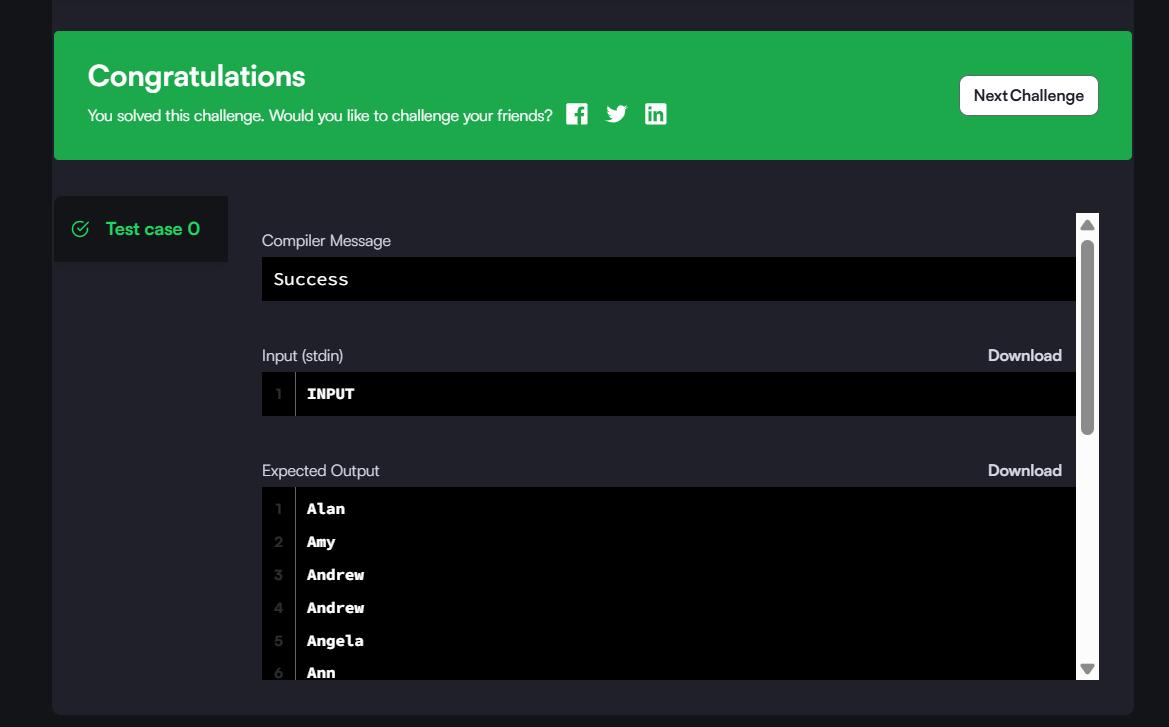 Congratulations
You solved this challenge. Would you like to challenge your friends?
Next Challenge
Test case 0
Compiler Message
Success
Input (stdin)
Download
1 INPUT
Expected Output
Download
1 Alan
2 Amy
3 Andrew
4 Andrew
5 Angela
6 Ann